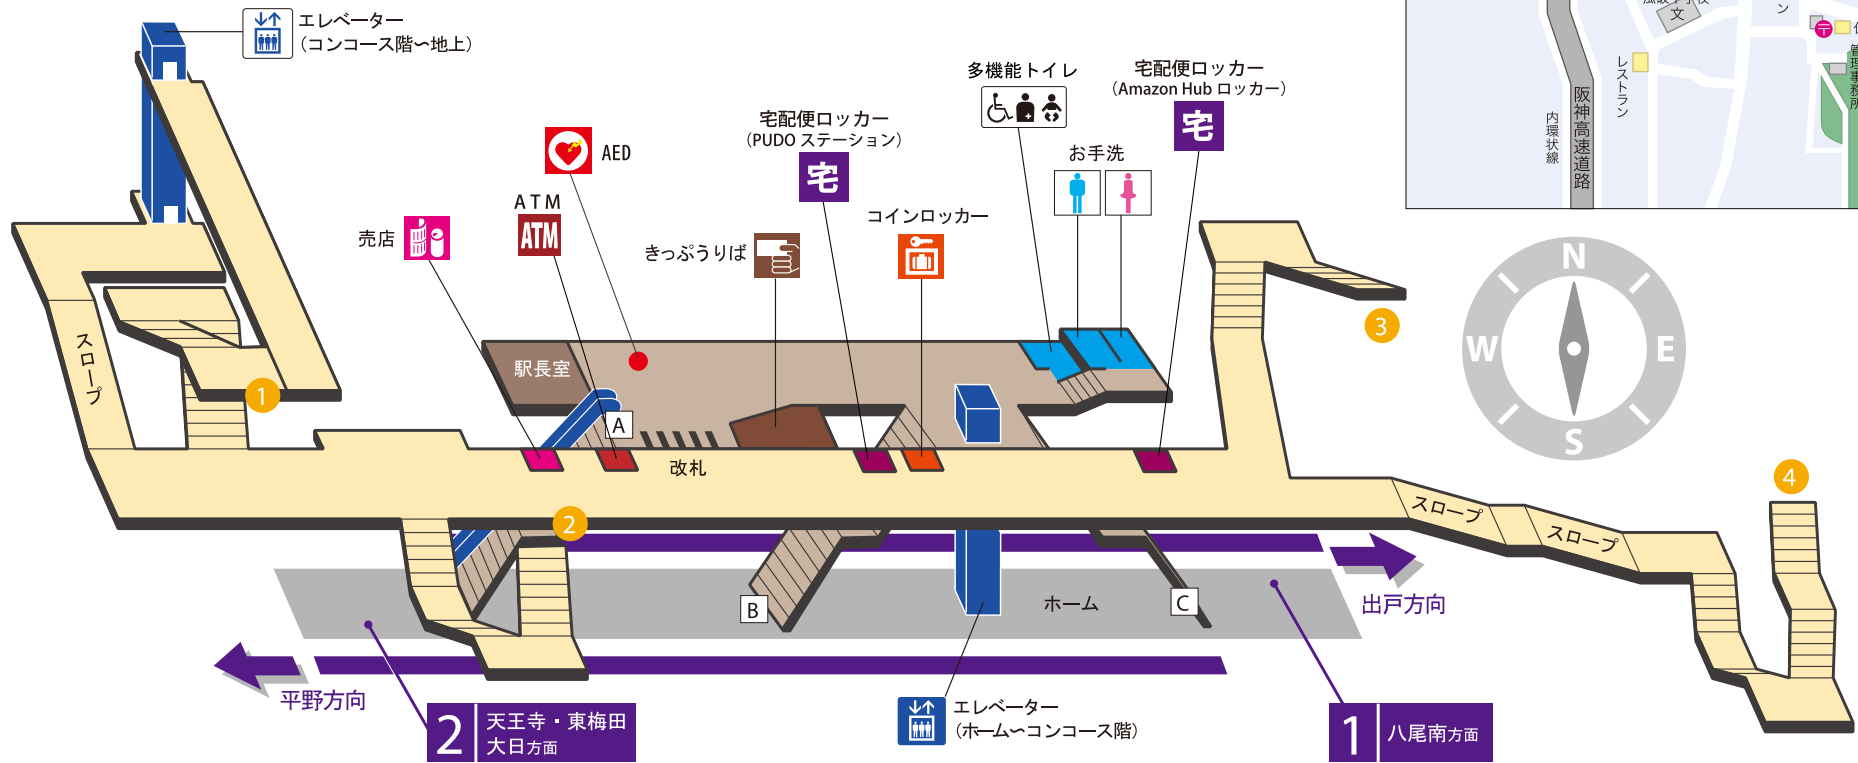 エレベーター
（コンコース階〜地上）
AED
ATM
ATM
売店
宅配便ロッカー
（PUDO ステーション）
宅
きっぷうりば
コインロッカー
多機能トイレ
お手洗
宅配便ロッカー
（Amazon Hub ロッカー）
宅
文
ン
レストラン
阪神高速道路
内環状線
〒
管理事務所
N
W
E
S
スロープ
1
駅長室
A
改札
2
3
4
スロープ
スロープ
B
ホーム
C
出戸方向
平野方向
2
天王寺・東梅田
大日方面
エレベーター
（ホーム〜コンコース階）
1
八尾南方面